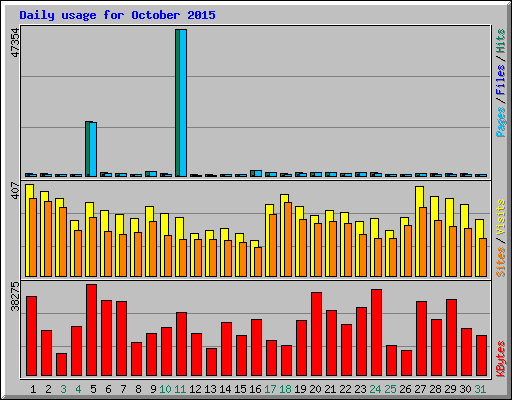 Daily usage for October 2015
47354
Pages / Files / Hits
407
Sites / Visits
38275
KBytes
1 2 3 4 5 6 7 8 9 10 11 12 13 14 15 16 17 18 19 20 21 22 23 24 25 26 27 28 29 30 31